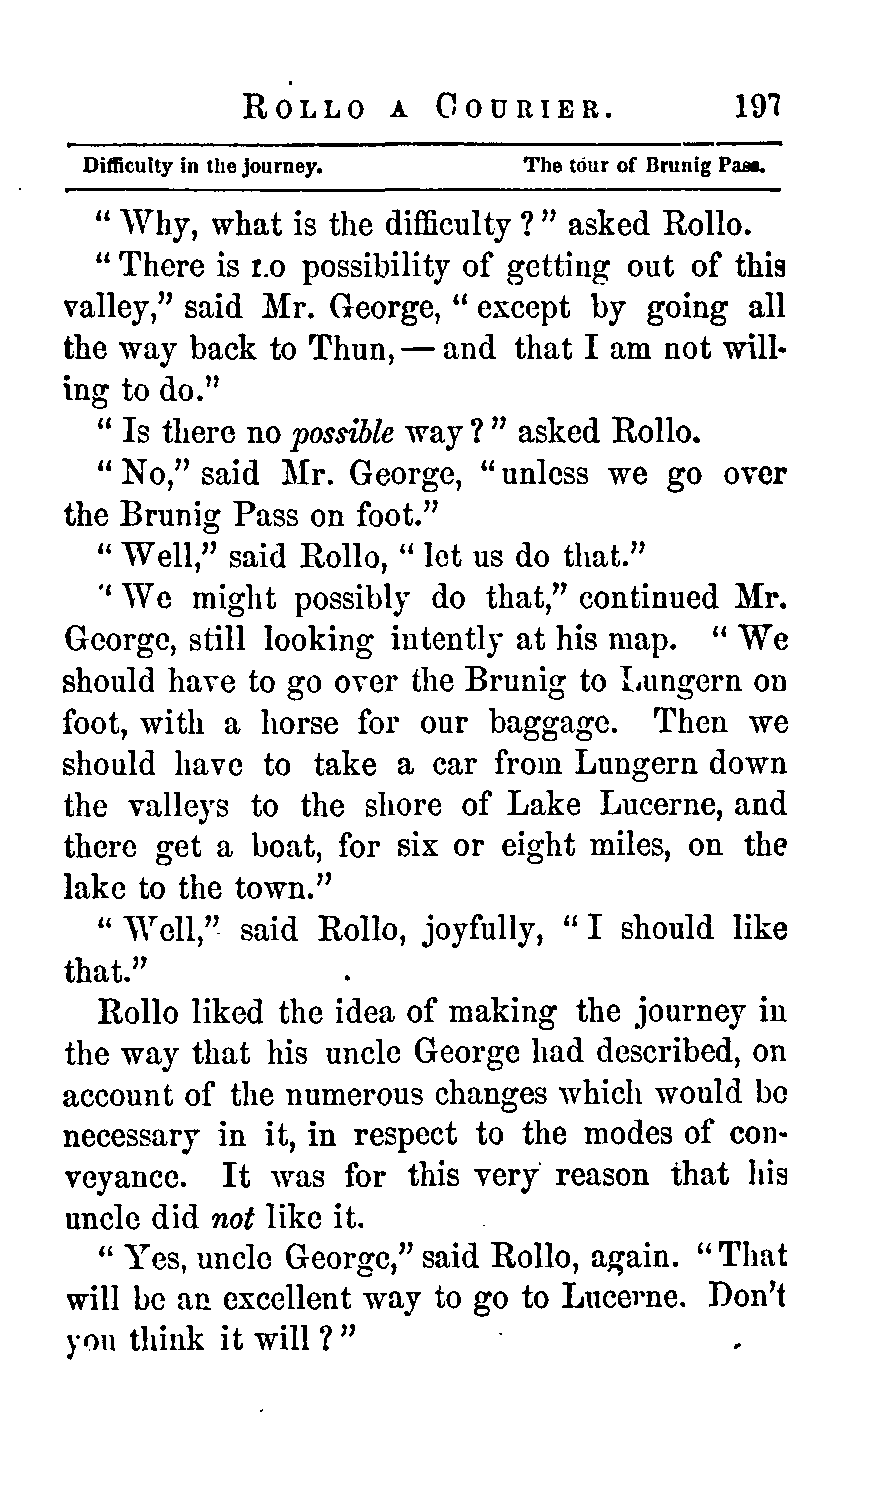 ROLLO A COURIER. 197
Difficulty in the journey. The tour of Brunig Pass.
" Why, what is the difficulty ? " asked Rollo.
" There is no possibility of getting out of this
valley," said Mr. George, " except by going all
the way back to Thun, — and that I am not will-
ing to do."
" Is there no possible way ? " asked Rollo.
" No," said Mr. George, " unless we go over
the Brunig Pass on foot."
" Well," said Rollo, " let us do that."
" We might possibly do that," continued Mr.
George, still looking intently at his map. " We
should have to go over the Brunig to Lungern on
foot, with a horse for our baggage. Then we
should have to take a car from Lungern down
the valleys to the shore of Lake Lucerne, and
there get a boat, for six or eight miles, on the
lake to the town."
" Well," said Rollo, joyfully, " I should like
that."
Rollo liked the idea of making the journey in
the way that his uncle George had described, on
account of the numerous changes which would be
necessary in it, in respect to the modes of con-
veyance. It was for this very reason that his
uncle did not like it.
" Yes, uncle George," said Rollo, again. " That
will be an excellent way to go to Lucerne. Don't
you think it will ? "